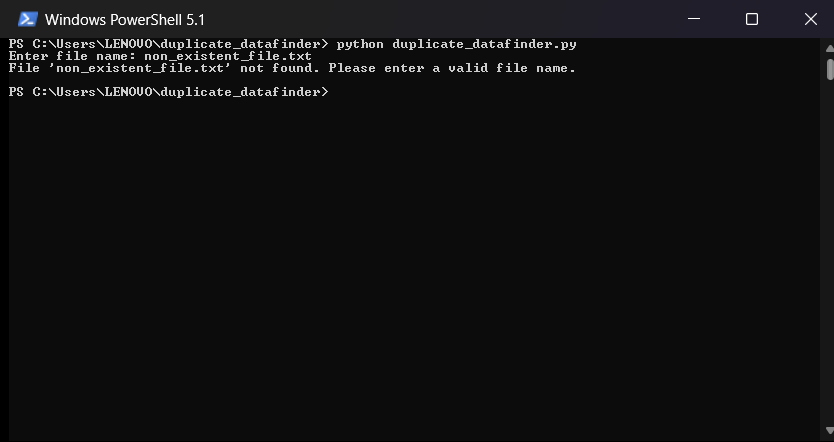 Windows PowerShell 5.1
PS C:\Users\LENOVO\duplicate_datafinder> python duplicate_datafinder.py
Enter file name: non_existent_file.txt
File 'non_existent_file.txt' not found. Please enter a valid file name.
PS C:\Users\LENOVO\duplicate_datafinder>